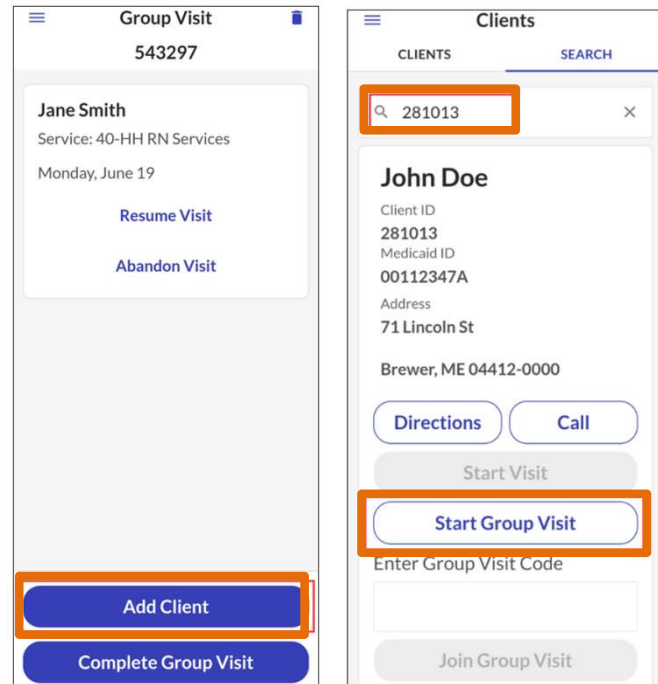 Group Visit
543297
Jane Smith
Service: 40-HH RN Services
Monday, June 19
Resume Visit
Abandon Visit
Add Client
Complete Group Visit
Clients
CLIENTS SEARCH
281013
John Doe
Client ID
281013
Medicaid ID
00112347A
Address
71 Lincoln St
Brewer, ME 04412-0000
Directions Call
Start Visit
Start Group Visit
Enter Group Visit Code
Join Group Visit